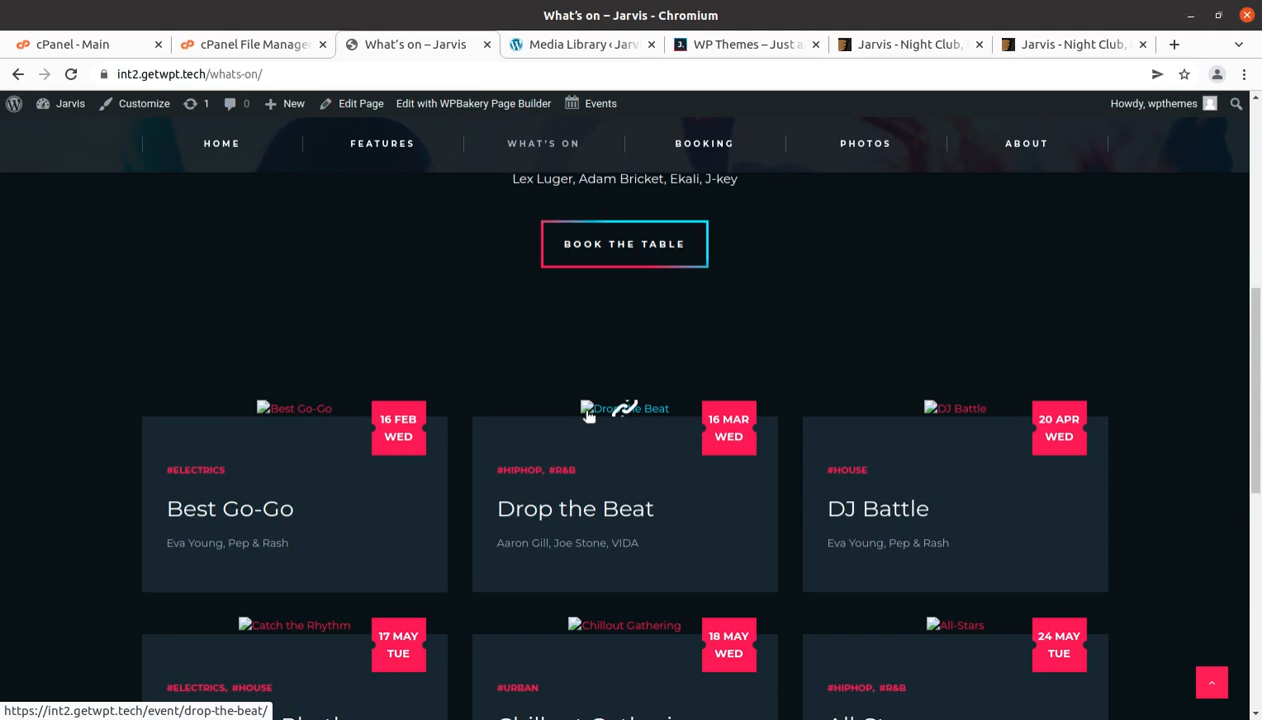 What's on – Jarvis - Chromium
cPanel - Main
cPanel File Manager
What's on – Jarvis
Media Library ‹ Jarv
WP Themes – Just a
Jarvis - Night Club,
Jarvis - Night Club,
int2.getwpt.tech/whats-on/
Jarvis
Customize
1
0
New
Edit Page
Edit with WPBakery Page Builder
Events
Howdy, wpthemes
HOME
FEATURES
WHAT'S ON
BOOKING
PHOTOS
ABOUT
Lex Luger, Adam Bricket, Ekali, J-key
BOOK THE TABLE
Best Go-Go
16 FEB
WED
#ELECTRICS
Best Go-Go
Eva Young, Pep & Rash
Drop the Beat
16 MAR
WED
#HIPHOP, #R&B
Drop the Beat
Aaron Gill, Joe Stone, VIDA
DJ Battle
20 APR
WED
#HOUSE
DJ Battle
Eva Young, Pep & Rash
Catch the Rhythm
17 MAY
TUE
#ELECTRICS, #HOUSE
Chillout Gathering
18 MAY
WED
#URBAN
All-Stars
24 MAY
TUE
#HIPHOP, #R&B
https://int2.getwpt.tech/event/drop-the-beat/